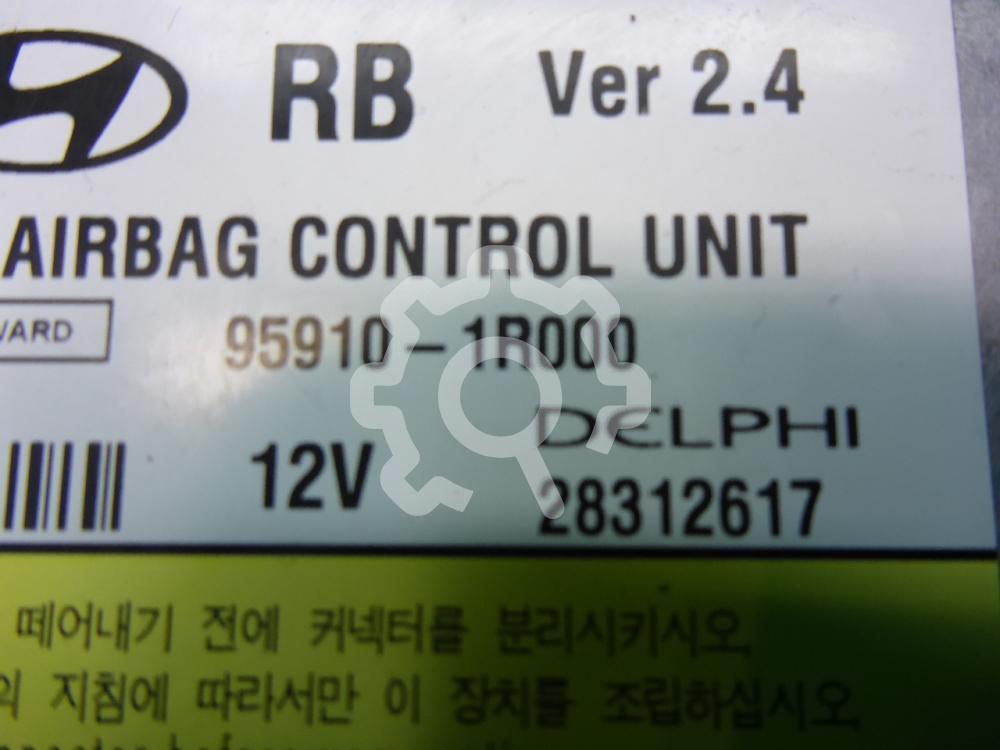 RB Ver 2.4
AIRBAG CONTROL UNIT
WARD 95910-1R000
DELPHI
12V 28312617
떼어내기 전에 커넥터를 분리시키시오.
의 지침에 따라서만 이 장치를 조립하십시오.